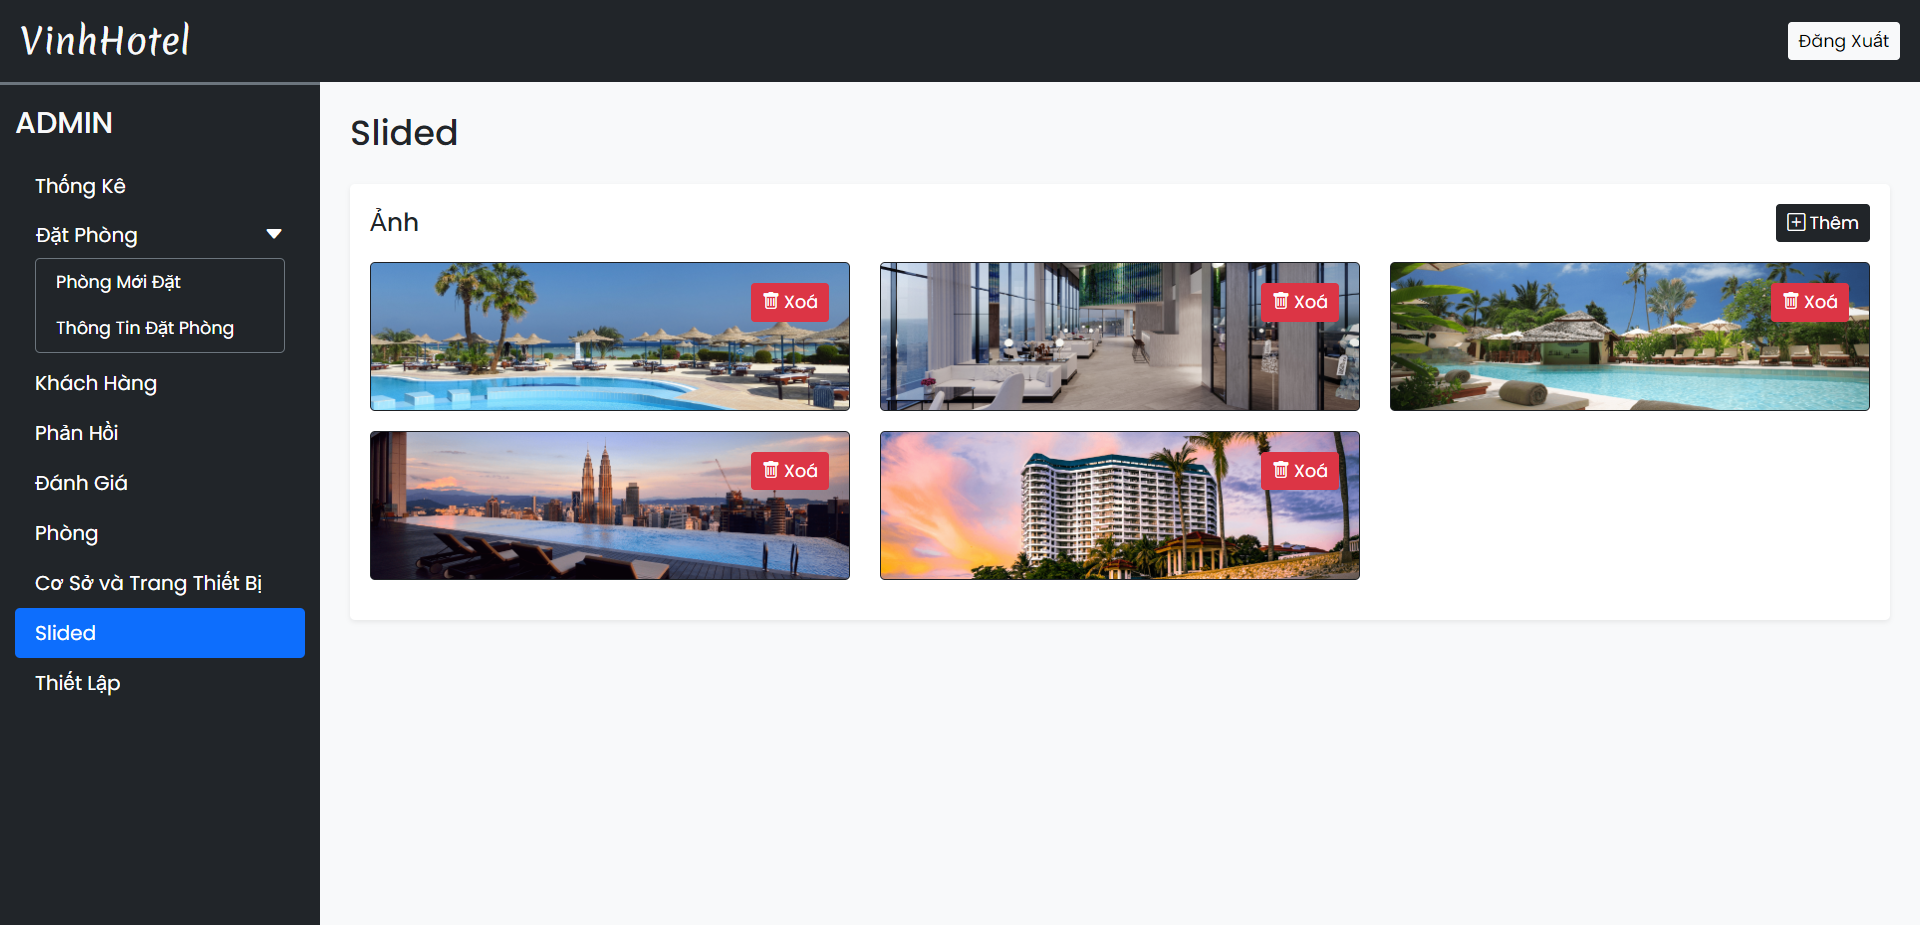 VinhHotel
Đăng Xuất
ADMIN
Thống Kê
Đặt Phòng
Phòng Mới Đặt
Thông Tin Đặt Phòng
Khách Hàng
Phản Hồi
Đánh Giá
Phòng
Cơ Sở và Trang Thiết Bị
Slided
Thiết Lập
Slided
Ảnh
Thêm
Xoá
Xoá
Xoá
Xoá
Xoá